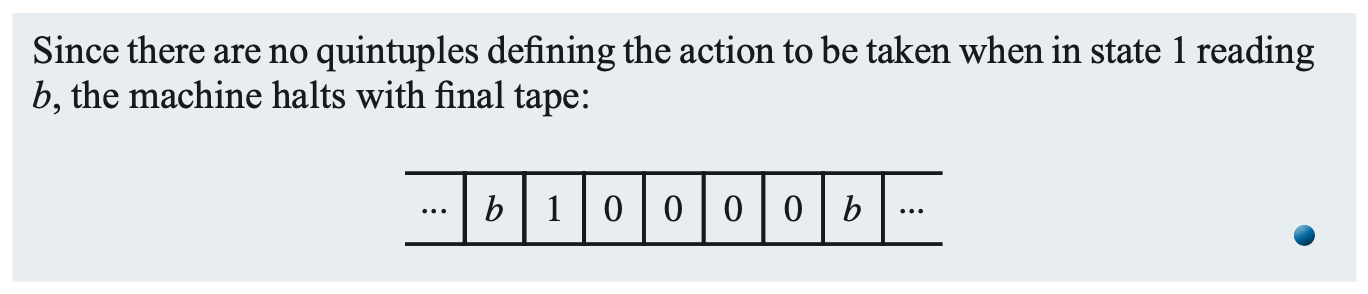 Since there are no quintuples defining the action to be taken when in state 1 reading
b, the machine halts with final tape:
... b 1 0 0 0 0 b ...